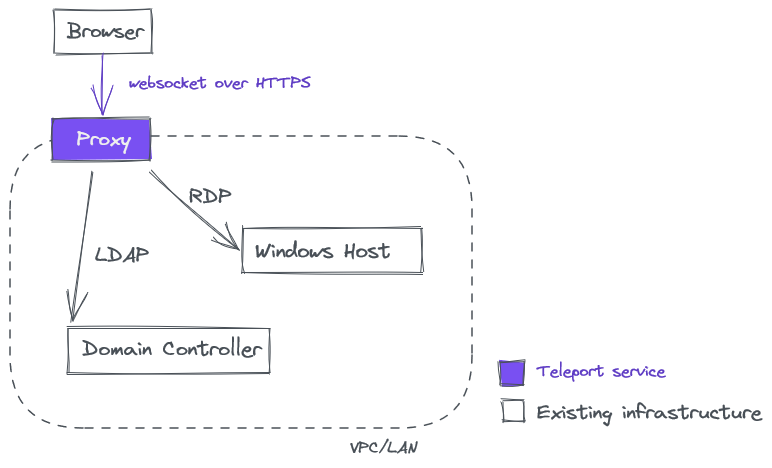 Browser
websocket over HTTPS
Proxy
RDP
LDAP
Windows Host
Domain Controller
Teleport service
Existing infrastructure
VPC/LAN